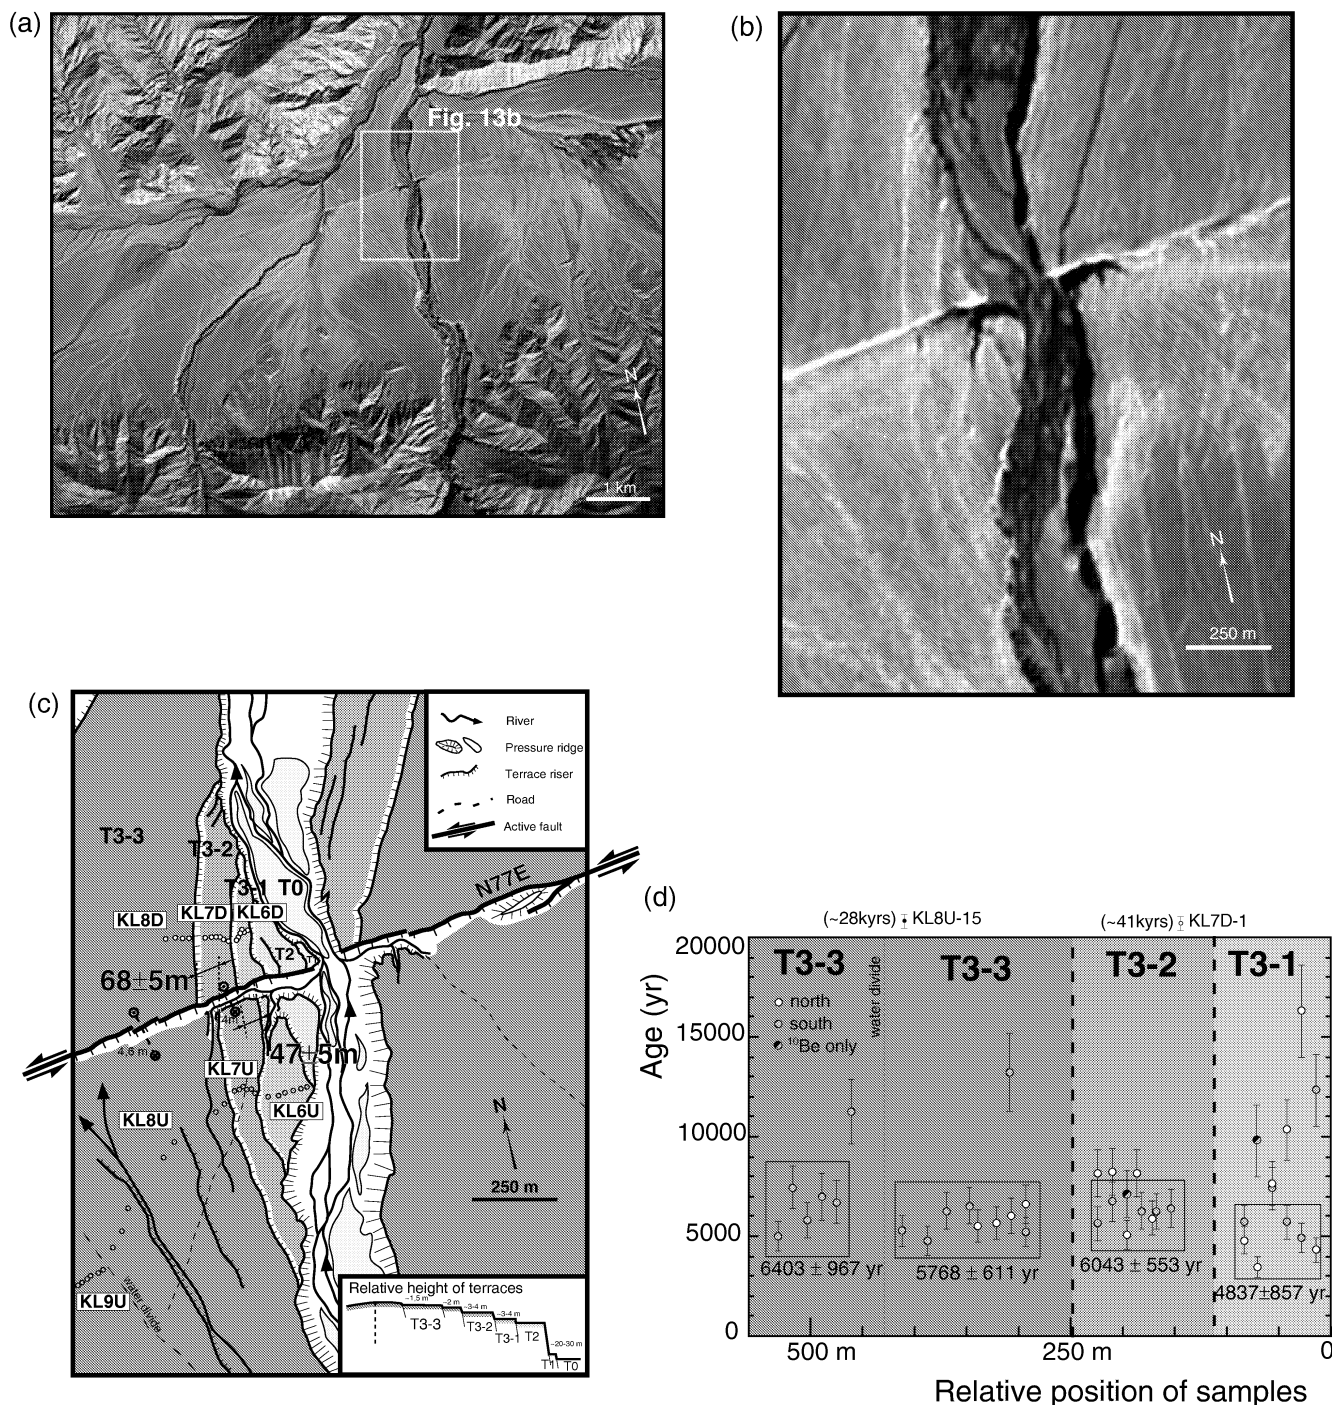 (a)
Fig. 13b
N
1 km
(b)
N
250 m
(c)
River
Pressure ridge
Terrace riser
Road
Active fault
T3-3
T3-2
T3-1 T0
N77E
KL8D
KL7D
KL6D
T2
68±5m
4,6 m
47±5m
KL7U
KL6U
KL8U
N
250 m
KL9U
water divide
Relative height of terraces
~1,5 m
~2 m
~3-4 m
~3-4 m
~20-30 m
T3-3
T3-2
T3-1
T2
T1
T0
(d)
(~28kyrs) KL8U-15
(~41kyrs) KL7D-1
Age (yr)
20000
15000
10000
5000
0
T3-3
T3-3
T3-2
T3-1
water divide
north
south
10Be only
6403 ± 967 yr
5768 ± 611 yr
6043 ± 553 yr
4837±857 yr
500 m
250 m
0
Relative position of samples